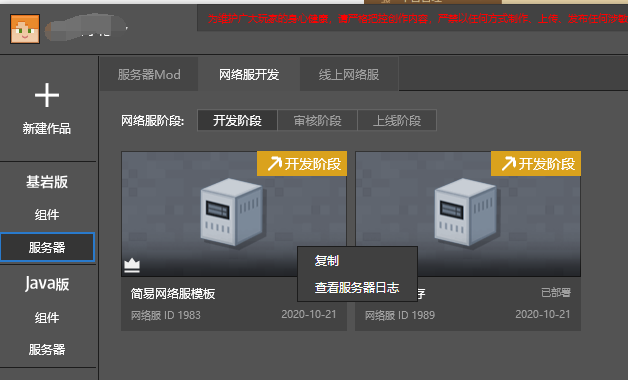 服务器Mod
网络服开发
线上网络服
新建作品
网络服阶段:
开发阶段
审核阶段
上线阶段
开发阶段
开发阶段
基岩版
组件
服务器
Java版
组件
服务器
复制
查看服务器日志
简易网络服模板
网络服 ID 1983
2020-10-21
存
已部署
网络服 ID 1989
2020-10-21